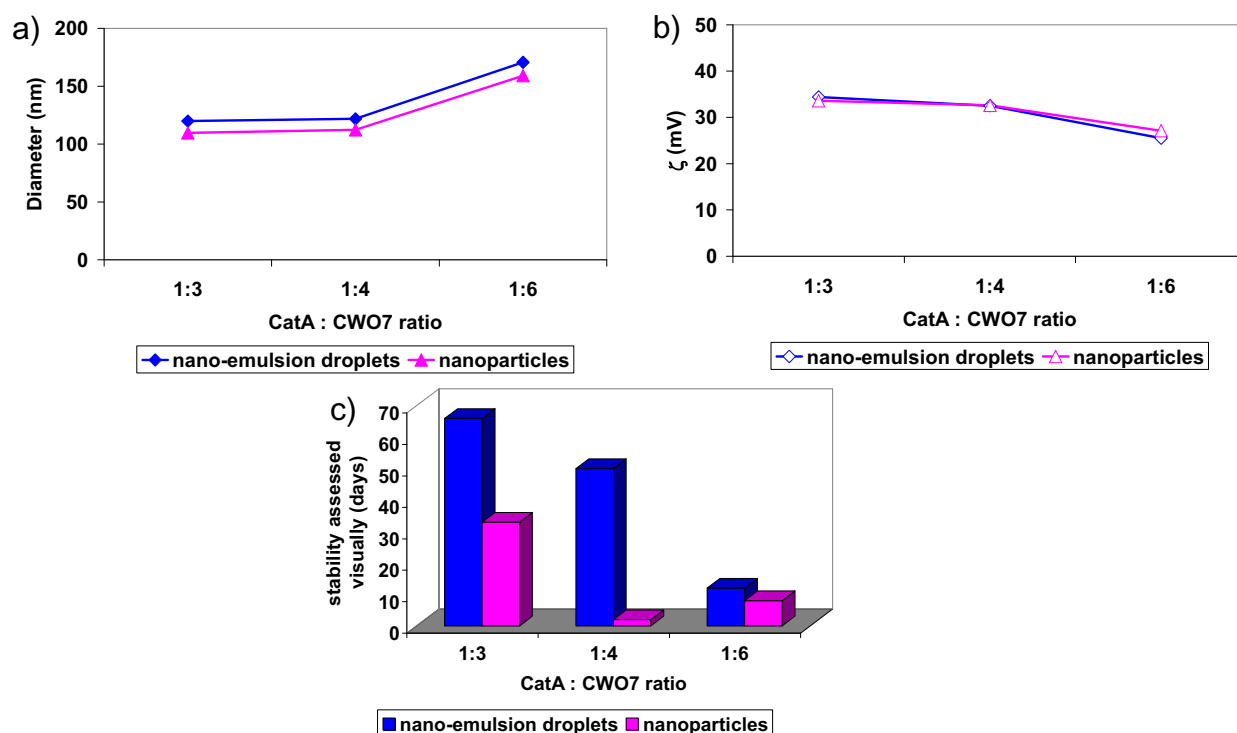 a)
200
150
100
50
0
Diameter (nm)
1:3 1:4 1:6
CatA : CWO7 ratio
nano-emulsion droplets nanoparticles
b)
50
40
30
20
10
0
ζ (mV)
1:3 1:4 1:6
CatA : CWO7 ratio
nano-emulsion droplets nanoparticles
c)
70
60
50
40
30
20
10
0
stability assessed
visually (days)
1:3 1:4 1:6
CatA : CWO7 ratio
nano-emulsion droplets nanoparticles